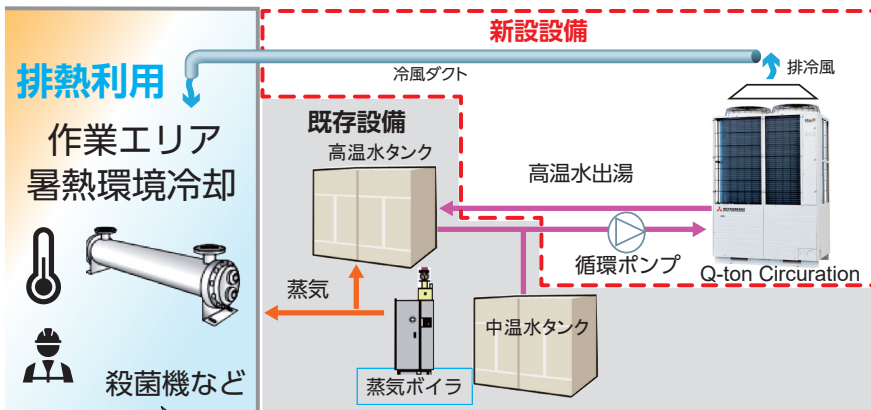 新設設備
冷風ダクト
排冷風
排熱利用
作業エリア
暑熱環境冷却
既存設備
高温水タンク
高温水出湯
循環ポンプ
Q-ton Circuration
蒸気
中温水タンク
蒸気ボイラ
殺菌機など